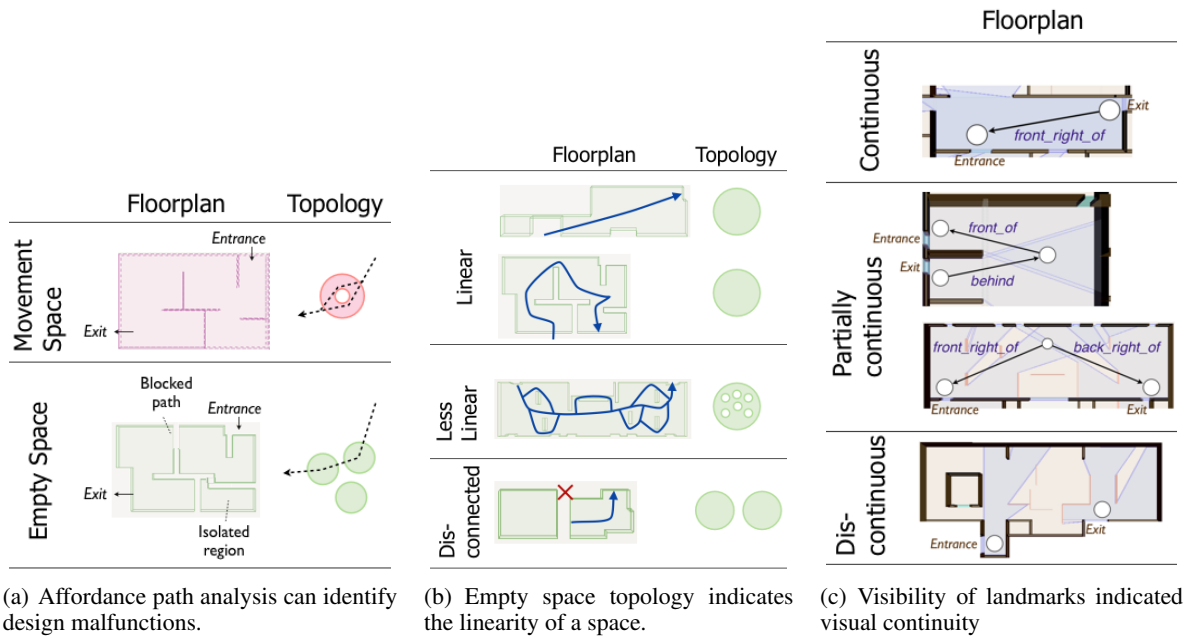 Floorplan
Topology
Movement
Space
Entrance
Exit
Empty Space
Blocked
path
Entrance
Exit
Isolated
region
(a) Affordance path analysis can identify
design malfunctions.
Floorplan
Topology
Linear
Less
Linear
Dis-
connected
(b) Empty space topology indicates
the linearity of a space.
Floorplan
Continuous
Exit
front_right_of
Entrance
Partially
continuous
front_of
Entrance
Exit
behind
front_right_of
back_right_of
Entrance
Exit
Dis-
continuous
Exit
Entrance
(c) Visibility of landmarks indicated
visual continuity